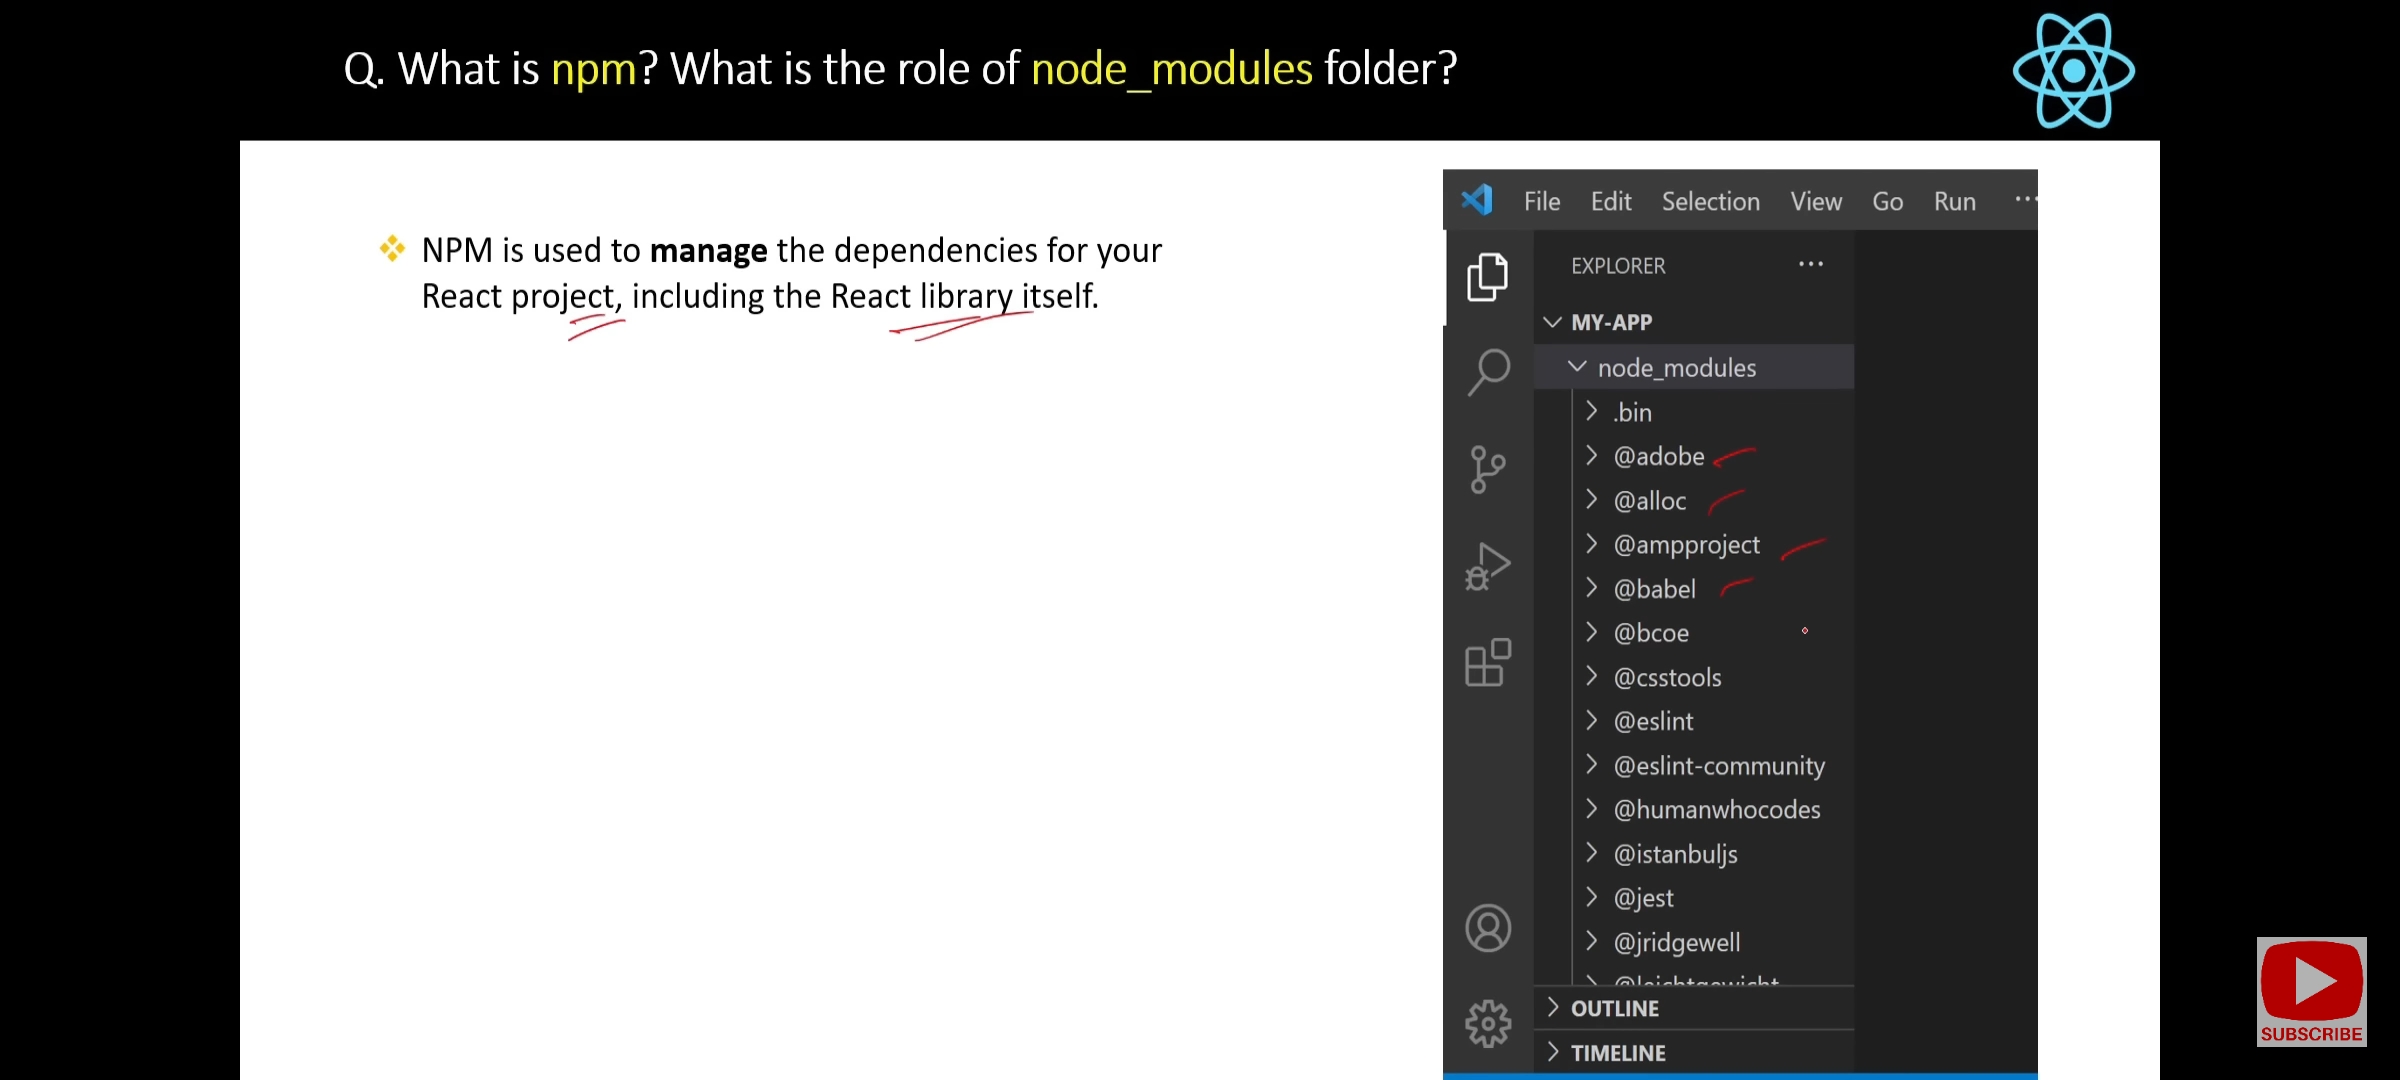 Q. What is npm? What is the role of node_modules folder?
NPM is used to manage the dependencies for your
React project, including the React library itself.
File Edit Selection View Go Run ...
EXPLORER ...
MY-APP
node_modules
.bin
@adobe
@alloc
@ampproject
@babel
@bcoe
@csstools
@eslint
@eslint-community
@humanwhocodes
@istanbuljs
@jest
@jridgewell
@leichtgewicht
OUTLINE
TIMELINE
SUBSCRIBE